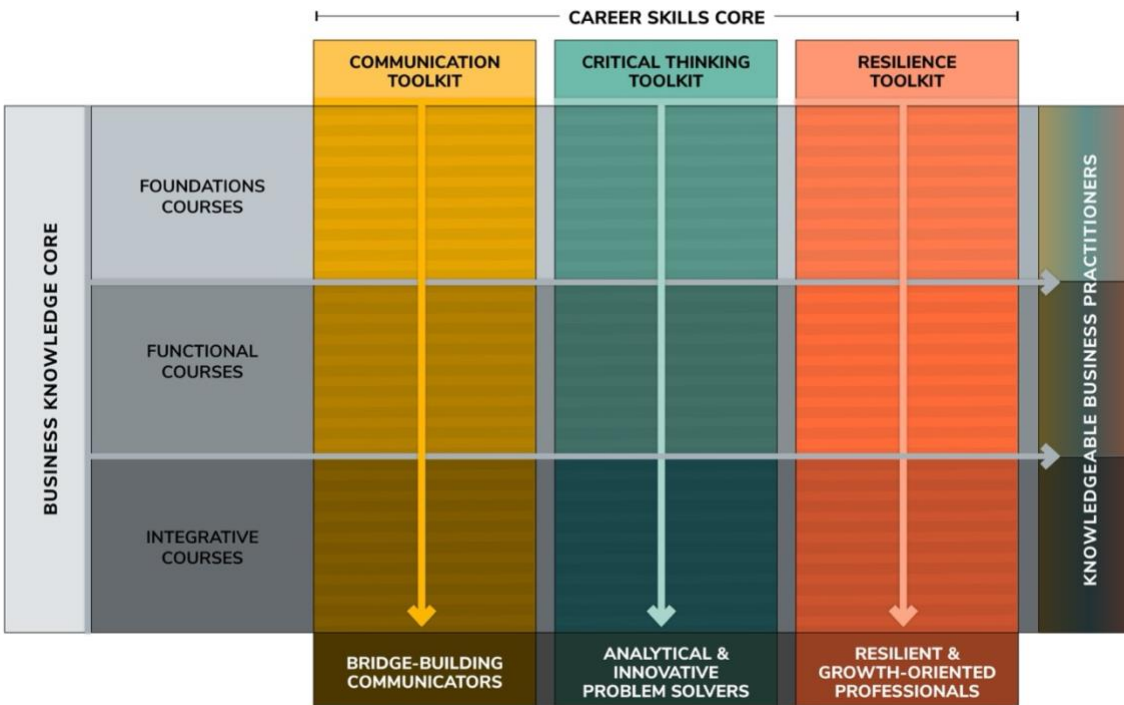 CAREER SKILLS CORE
COMMUNICATION
TOOLKIT
CRITICAL THINKING
TOOLKIT
RESILIENCE
TOOLKIT
BUSINESS KNOWLEDGE CORE
FOUNDATIONS
COURSES
FUNCTIONAL
COURSES
INTEGRATIVE
COURSES
KNOWLEDGEABLE BUSINESS PRACTITIONERS
BRIDGE-BUILDING
COMMUNICATORS
ANALYTICAL &
INNOVATIVE
PROBLEM SOLVERS
RESILIENT &
GROWTH-ORIENTED
PROFESSIONALS